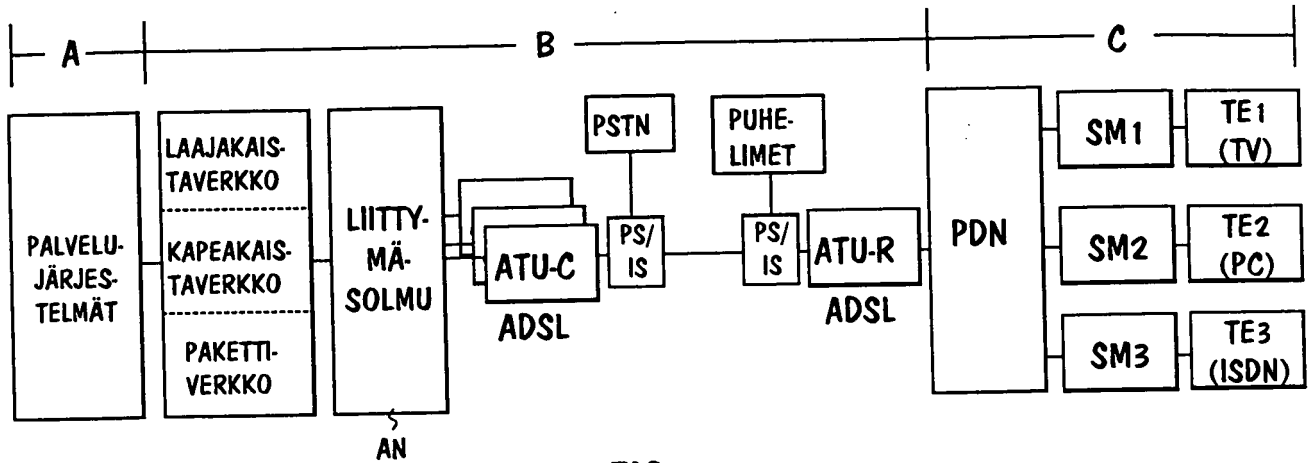 A
B
C
PALVELU-
JÄRJES-
TELMÄT
LAAJAKAIS-
TAVERKKO
KAPEAKAIS-
TAVERKKO
PAKETTI-
VERKKO
LIITTY-
MÄ-
SOLMU
AN
ATU-C
ADSL
PSTN
PS/
IS
PUHE-
LIMET
PS/
IS
ATU-R
ADSL
PDN
SM1
TE1
(TV)
SM2
TE2
(PC)
SM3
TE3
(ISDN)